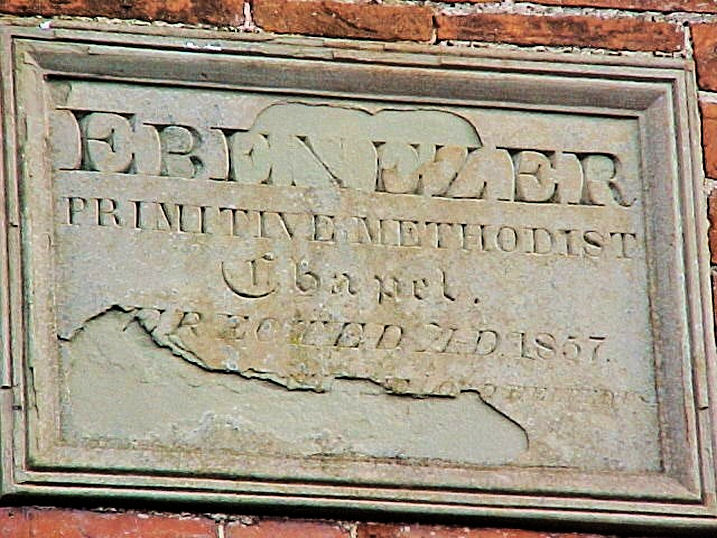 EBENEZER
PRIMITIVE METHODIST
Chapel.
ERECTED A.D. 1857.